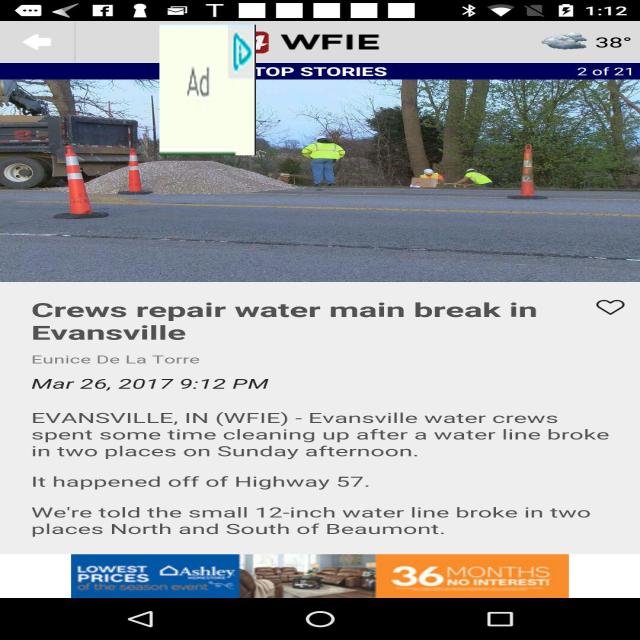 1:12
WFIE
38°
Ad
TOP STORIES
2 of 21
Crews repair water main break in
Evansville
Eunice De La Torre
Mar 26, 2017 9:12 PM
EVANSVILLE, IN (WFIE) - Evansville water crews
spent some time cleaning up after a water line broke
in two places on Sunday afternoon.
It happened off of Highway 57.
We're told the small 12-inch water line broke in two
places North and South of Beaumont.
LOWEST
PRICES
of the season event
Ashley
HOMESTORE
36 MONTHS
NO INTEREST!